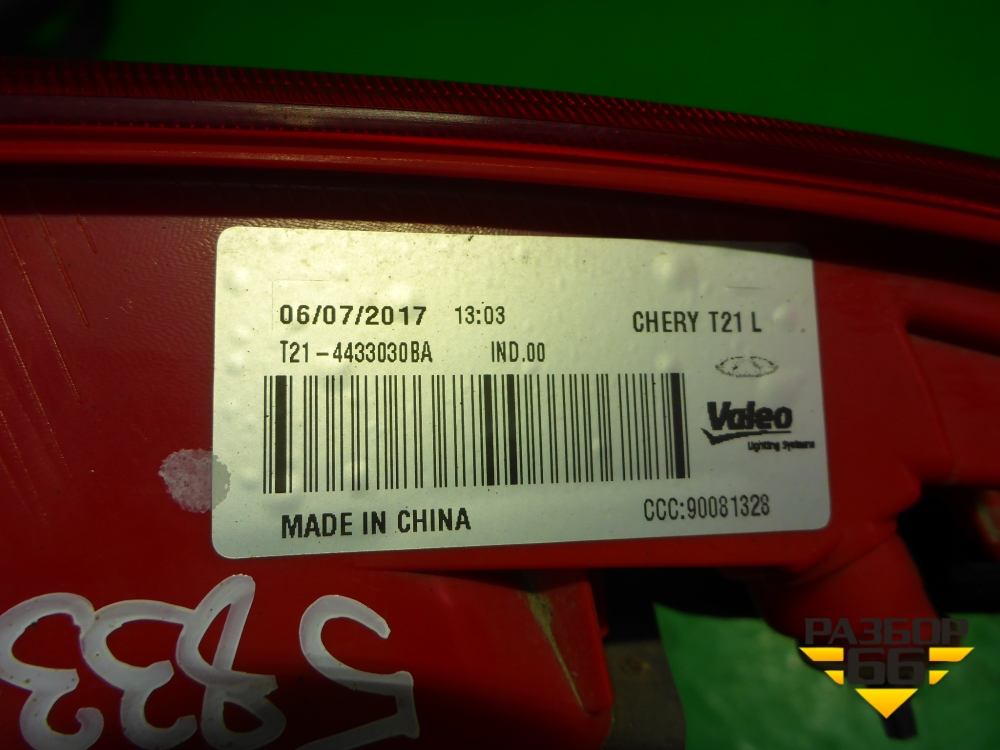 06/07/2017 13:03
CHERY T21 L
T21-4433030BA IND.00
Valeo
Lighting Systems
MADE IN CHINA
CCC:90081328
РАЗБОР
66